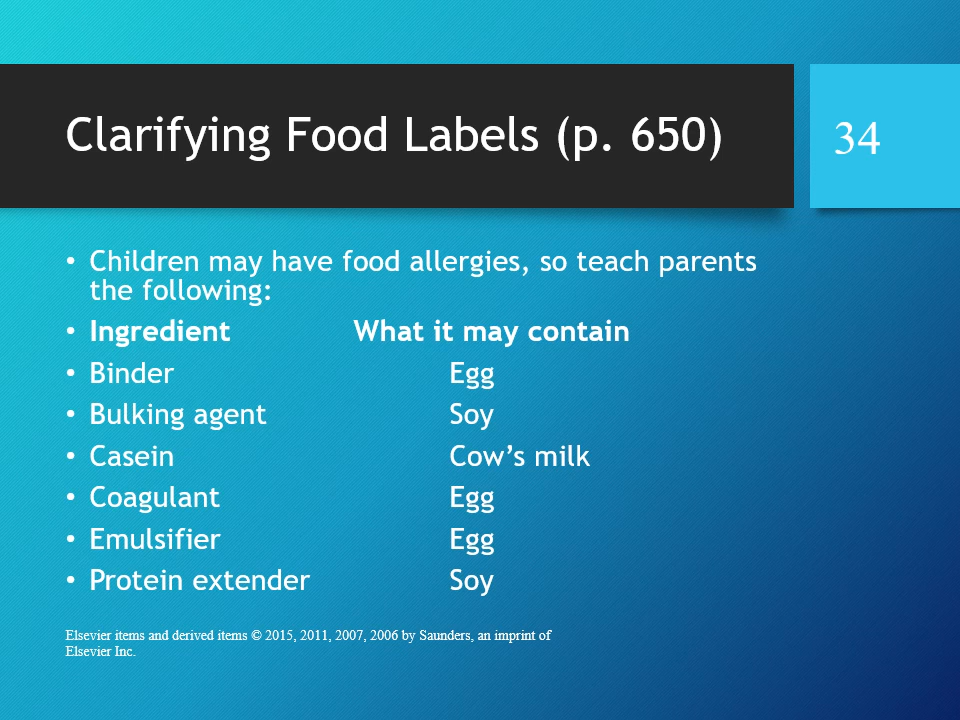 Clarifying Food Labels (p. 650)
34
• Children may have food allergies, so teach parents
the following:
• Ingredient What it may contain
• Binder Egg
• Bulking agent Soy
• Casein Cow’s milk
• Coagulant Egg
• Emulsifier Egg
• Protein extender Soy
Elsevier items and derived items © 2015, 2011, 2007, 2006 by Saunders, an imprint of
Elsevier Inc.